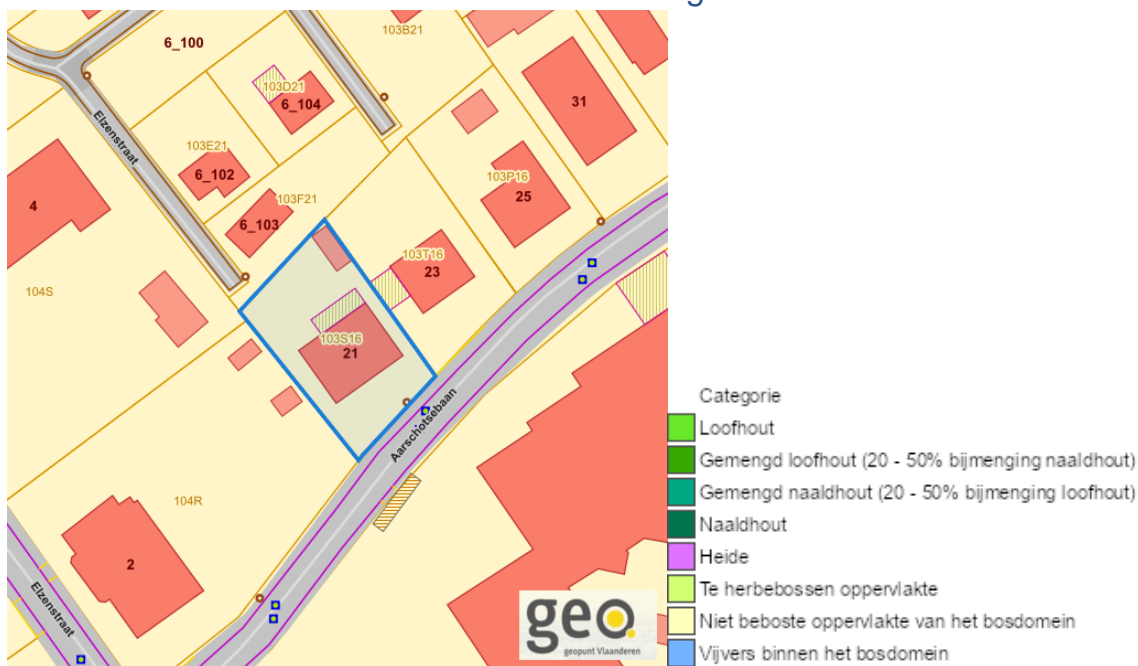 6_100
103B21
103D21
6_104
31
Elzenstraat
103E21
6_102
103P16
25
4
103F21
6_103
103T16
23
104S
103S16
21
Aarschotsebaan
104R
2
Elzenstraat
geo
geopunt Vlaanderen
Categorie
Loofhout
Gemengd loofhout (20 - 50% bijmenging naaldhout)
Gemengd naaldhout (20 - 50% bijmenging loofhout)
Naaldhout
Heide
Te herbebossen oppervlakte
Niet beboste oppervlakte van het bosdomein
Vijvers binnen het bosdomein